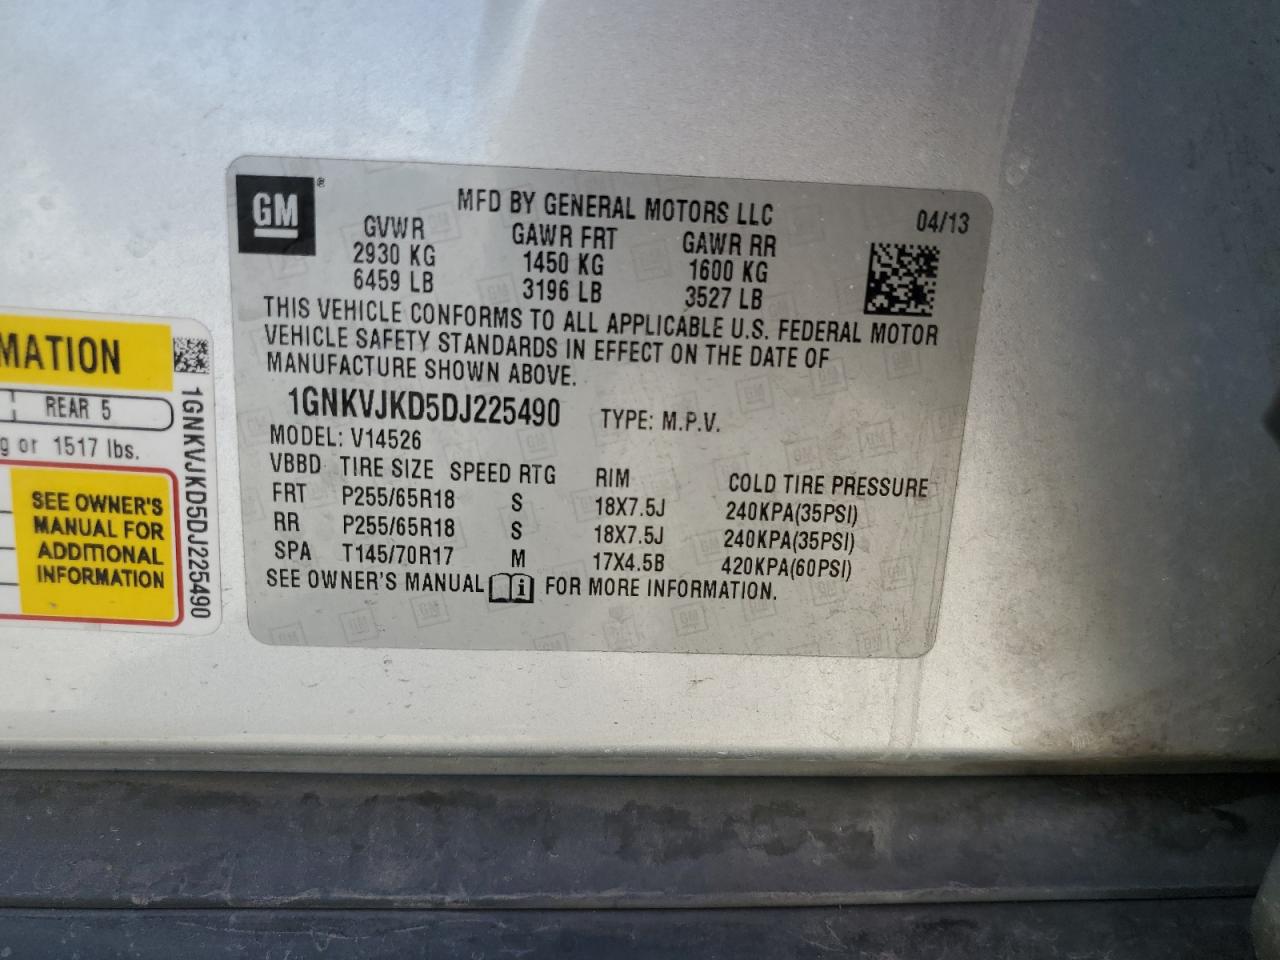 GM ®
MFD BY GENERAL MOTORS LLC 04/13
GVWR GAWR FRT GAWR RR
2930 KG 1450 KG 1600 KG
6459 LB 3196 LB 3527 LB
THIS VEHICLE CONFORMS TO ALL APPLICABLE U.S. FEDERAL MOTOR
VEHICLE SAFETY STANDARDS IN EFFECT ON THE DATE OF
MANUFACTURE SHOWN ABOVE.
1GNKVJKD5DJ225490 TYPE: M.P.V.
MODEL: V14526
VBBD TIRE SIZE SPEED RTG RIM COLD TIRE PRESSURE
FRT P255/65R18 S 18X7.5J 240KPA(35PSI)
RR P255/65R18 S 18X7.5J 240KPA(35PSI)
SPA T145/70R17 M 17X4.5B 420KPA(60PSI)
SEE OWNER'S MANUAL i FOR MORE INFORMATION.
MATION
REAR 5
g or 1517 lbs.
SEE OWNER'S
MANUAL FOR
ADDITIONAL
INFORMATION
1GNKVJKD5DJ225490